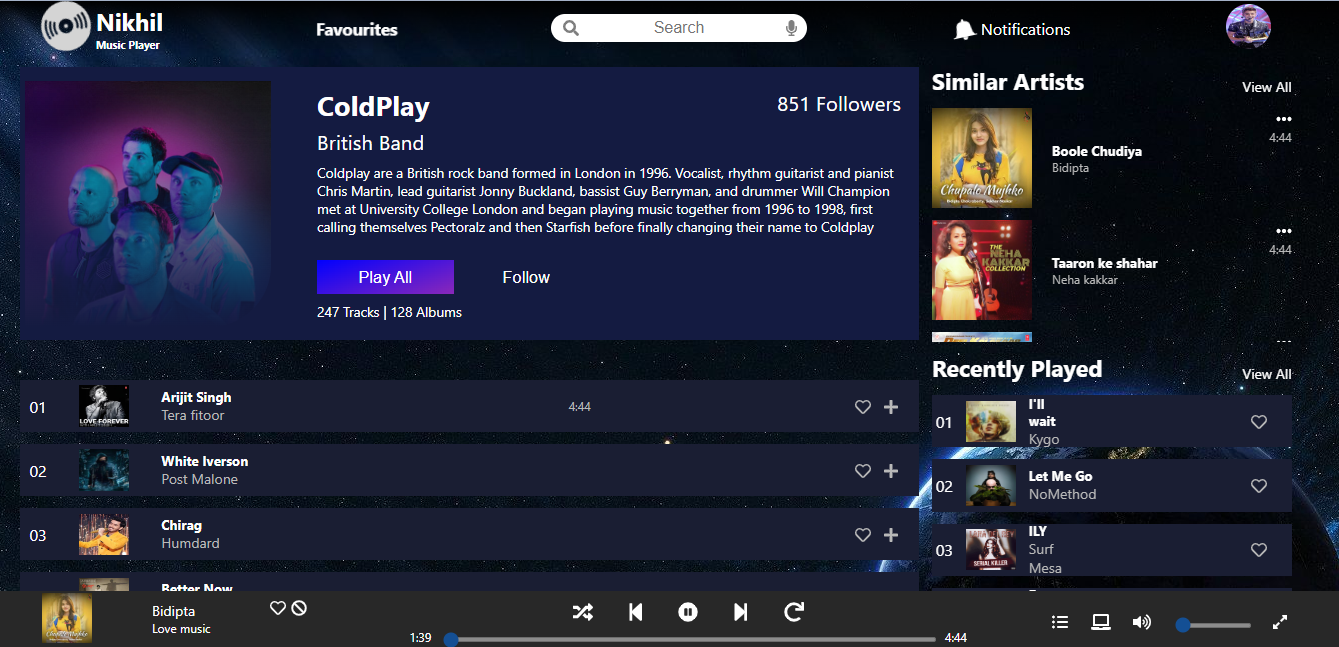 Nikhil
Music Player
Favourites
Search
Notifications
ColdPlay
851 Followers
British Band
Coldplay are a British rock band formed in London in 1996. Vocalist, rhythm guitarist and pianist
Chris Martin, lead guitarist Jonny Buckland, bassist Guy Berryman, and drummer Will Champion
met at University College London and began playing music together from 1996 to 1998, first
calling themselves Pectoralz and then Starfish before finally changing their name to Coldplay
Play All
Follow
247 Tracks | 128 Albums
Similar Artists
View All
Chupalo Mujhko
Boole Chudiya
Bidipta
4:44
THE
NEHA
KAKKAR
COLLECTION
Taaron ke shahar
Neha kakkar
4:44
01
LOVE FOREVER
Arijit Singh
Tera fitoor
4:44
02
White Iverson
Post Malone
03
Chirag
Humdard
Better Now
Recently Played
View All
01
I'll
wait
Kygo
02
Let Me Go
NoMethod
03
SERIAL KILLER
ILY
Surf
Mesa
Bidipta
Love music
1:39
4:44